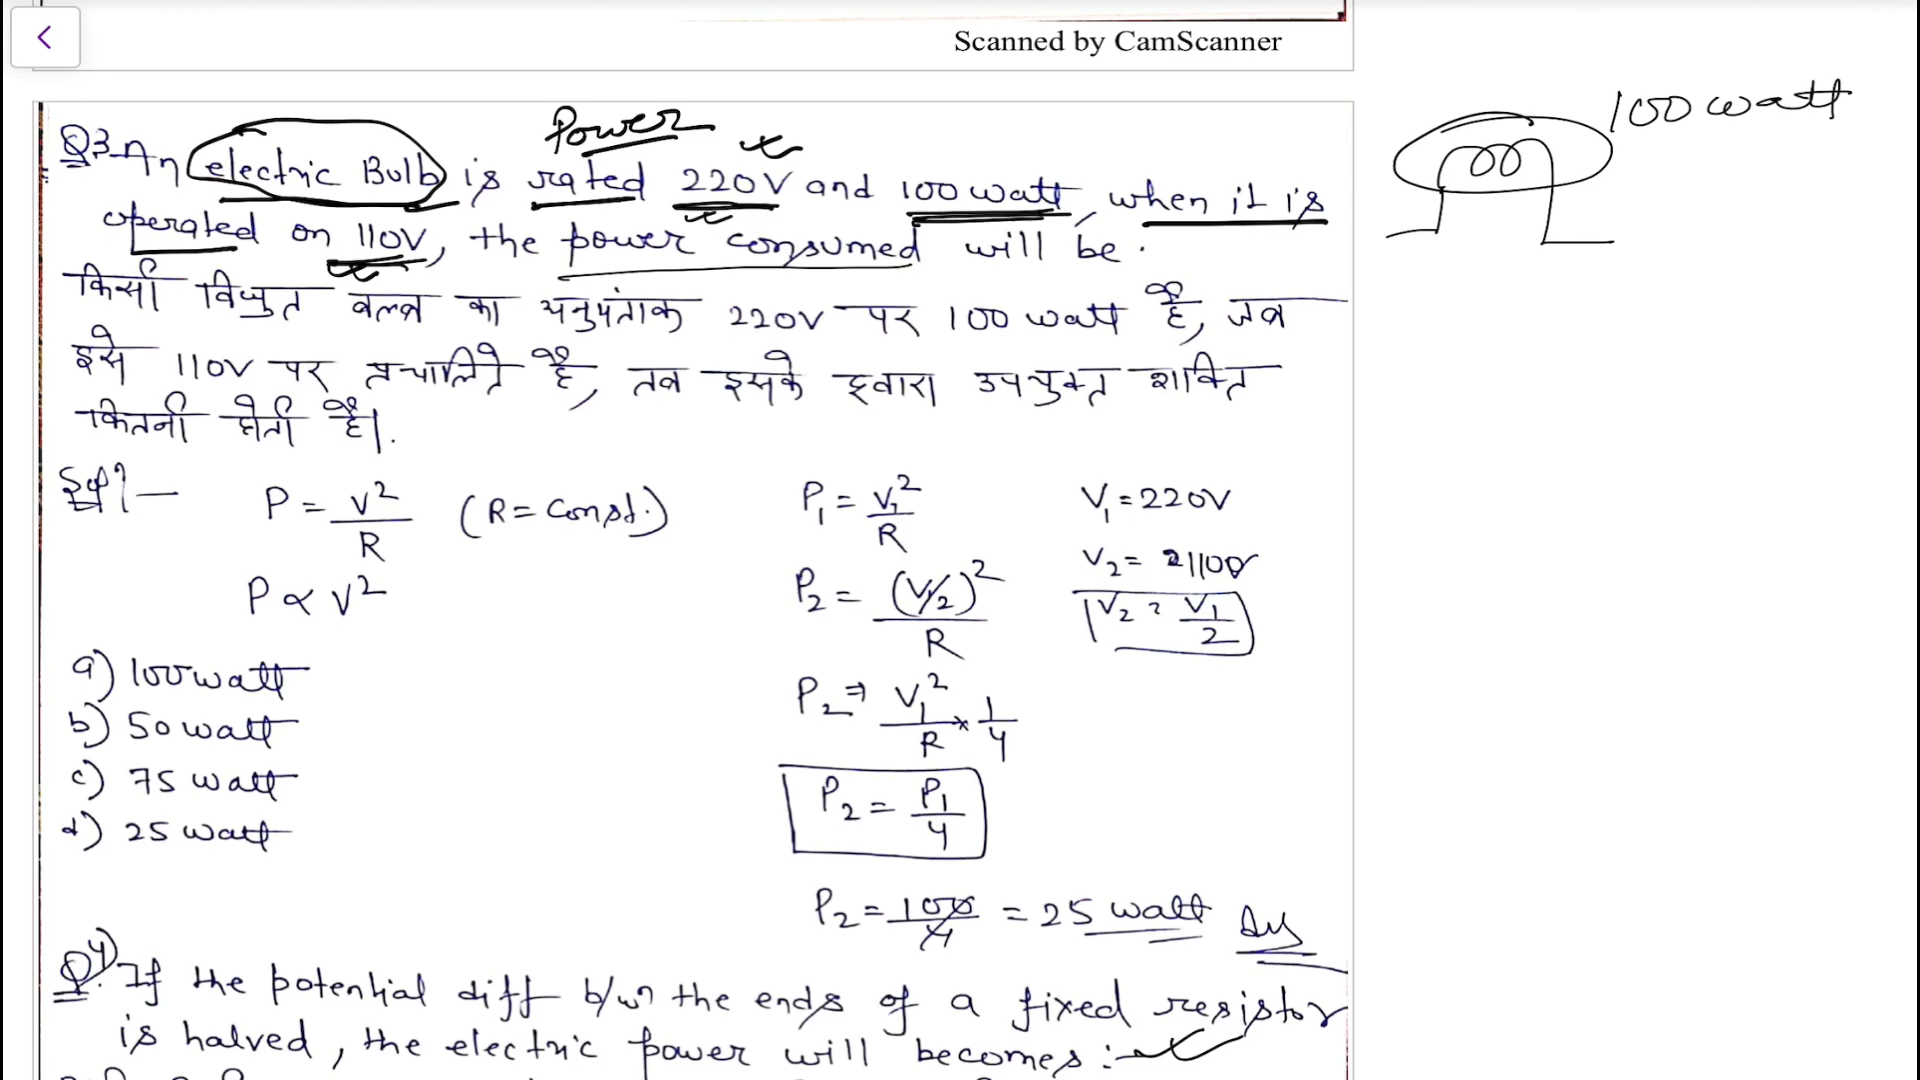 Scanned by CamScanner
100 watt
Power
Q3 An electric Bulb is rated 220V and 100 watt, when it is
operated on 110V, the power consumed will be.
किसी विद्युत बल्ब का अनुमतांक 220V पर 100 watt है, जब
इसे 110V पर प्रचालित है, तब इसके द्वारा उपयुक्त शक्ति
कितनी होती है।.
P = V²/R (R = Const.)
P ∝ V²
a) 100 watt
b) 50 watt
c) 75 watt
d) 25 watt
P₁ = V₁²/R
P₂ = (V/2)²/R
P₂ ⇒ V₁²/R × 1/4
P₂ = P₁/4
P₂ = 100/4 = 25 watt Ans
V₁ = 220V
V₂ = 110V
V₂ = V₁/2
Q4 If the potential diff b/wn the ends of a fixed resistor
is halved, the electric power will becomes :-